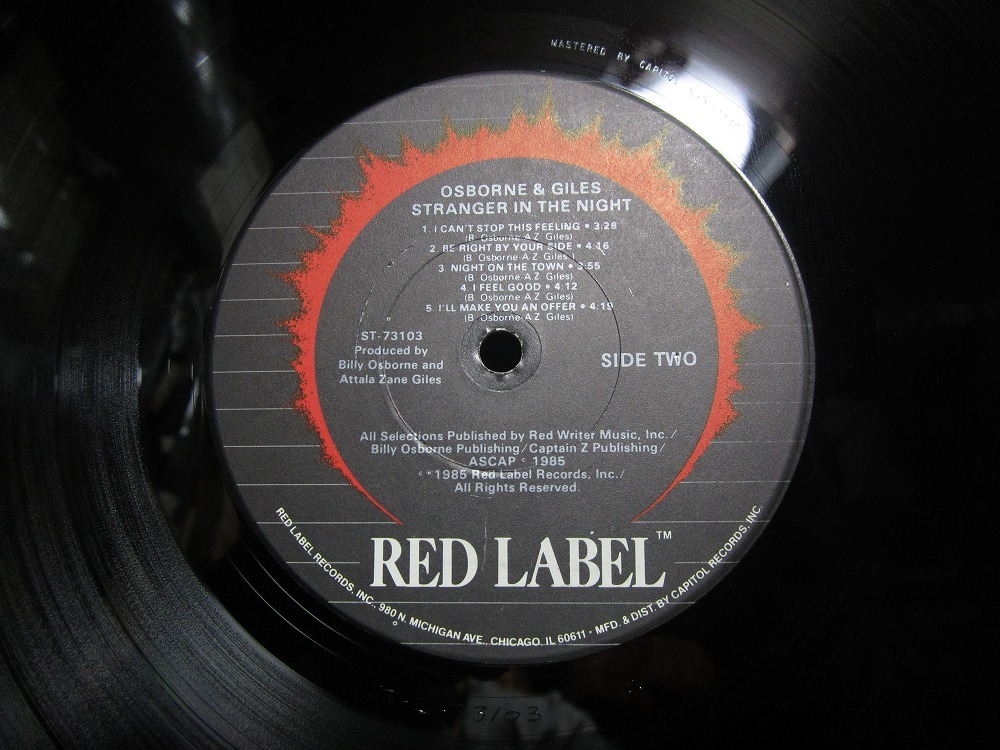 MASTERED BY CAPITOL
OSBORNE & GILES
STRANGER IN THE NIGHT
1. I CAN'T STOP THIS FEELING • 3:28
(B. Osborne-A.Z. Giles)
2. BE RIGHT BY YOUR SIDE • 4:16
(B. Osborne-A.Z. Giles)
3. NIGHT ON THE TOWN • 3:55
(B. Osborne-A.Z. Giles)
4. I FEEL GOOD • 4:12
(B. Osborne-A.Z. Giles)
5. I'LL MAKE YOU AN OFFER • 4:19
(B. Osborne-A.Z. Giles)
ST-73103
Produced by
Billy Osborne and
Attala Zane Giles
SIDE TWO
All Selections Published by Red Writer Music, Inc./
Billy Osborne Publishing/Captain Z Publishing/
ASCAP © 1985
© ℗ 1985 Red Label Records, Inc./
All Rights Reserved.
RED LABEL™
RED LABEL RECORDS, INC., 980 N. MICHIGAN AVE., CHICAGO, IL 60611 • MFD. & DIST. BY CAPITOL RECORDS, INC.
3103